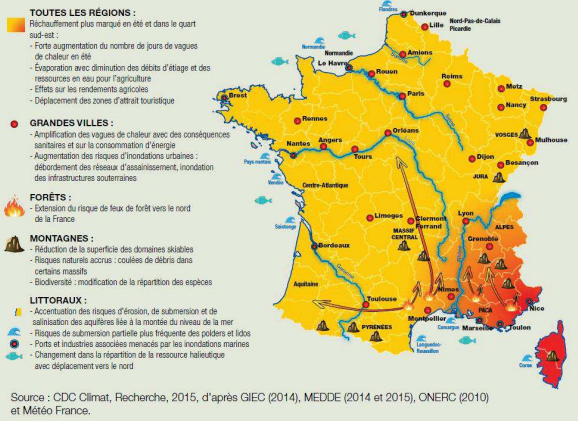 TOUTES LES RÉGIONS :
Réchauffement plus marqué en été et dans le quart
sud-est :
- Forte augmentation du nombre de jours de vagues
de chaleur en été
- Évaporation avec diminution des débits d'étiage et des
ressources en eau pour l'agriculture
- Effets sur les rendements agricoles
- Déplacement des zones d'attrait touristique
GRANDES VILLES :
- Amplification des vagues de chaleur avec des conséquences
sanitaires et sur la consommation d'énergie
- Augmentation des risques d'inondations urbaines :
débordement des réseaux d'assainissement, inondation
des infrastructures souterraines
FORÊTS :
- Extension du risque de feux de forêt vers le nord
de la France
MONTAGNES :
- Réduction de la superficie des domaines skiables
- Risques naturels accrus : coulées de débris dans
certains massifs
- Biodiversité : modification de la répartition des espèces
LITTORAUX :
- Accentuation des risques d'érosion, de submersion et de
salinisation des aquifères liée à la montée du niveau de la mer
- Risques de submersion partielle plus fréquente des polders et lidos
- Ports et industries associées menacés par les inondations marines
- Changement dans la répartition de la ressource halieutique
avec déplacement vers le nord
Dunkerque
Flandres
Lille
Nord-Pas-de-Calais
Picardie
Amiens
Normandie
Normandie
Le Havre
Rouen
Reims
Metz
Paris
Nancy
Strasbourg
Brest
Rennes
VOSGES
Mulhouse
Orléans
Angers
Nantes
Tours
Dijon
Besançon
Pays nantais
JURA
Vendée
Centre-Atlantique
Limoges
Clermont
Ferrand
Lyon
ALPES
Saintonge
MASSIF
CENTRAL
Grenoble
Bordeaux
Aquitaine
Toulouse
Nîmes
Nice
Montpellier
PACA
Camargue
Marseille
Toulon
PYRÉNÉES
Languedoc-
Roussillon
Corse
Source : CDC Climat, Recherche, 2015, d'après GIEC (2014), MEDDE (2014 et 2015), ONERC (2010)
et Météo France.